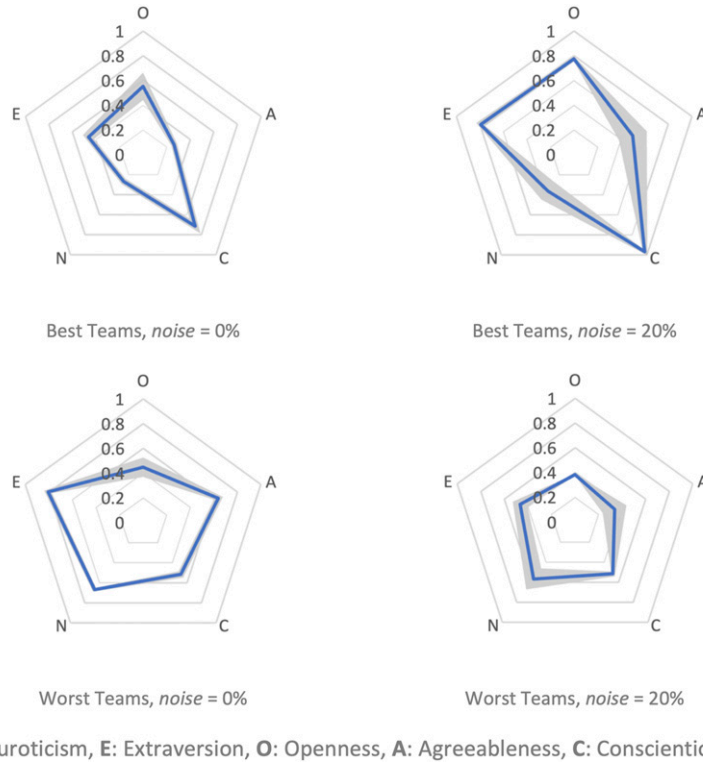 O
1
0.8
0.6
0.4
0.2
0
E
A
N
C
Best Teams, noise = 0%
O
1
0.8
0.6
0.4
0.2
0
E
A
N
C
Best Teams, noise = 20%
O
1
0.8
0.6
0.4
0.2
0
E
A
N
C
Worst Teams, noise = 0%
O
1
0.8
0.6
0.4
0.2
0
E
A
N
C
Worst Teams, noise = 20%
uroticism, E: Extraversion, O: Openness, A: Agreeableness, C: Conscientio